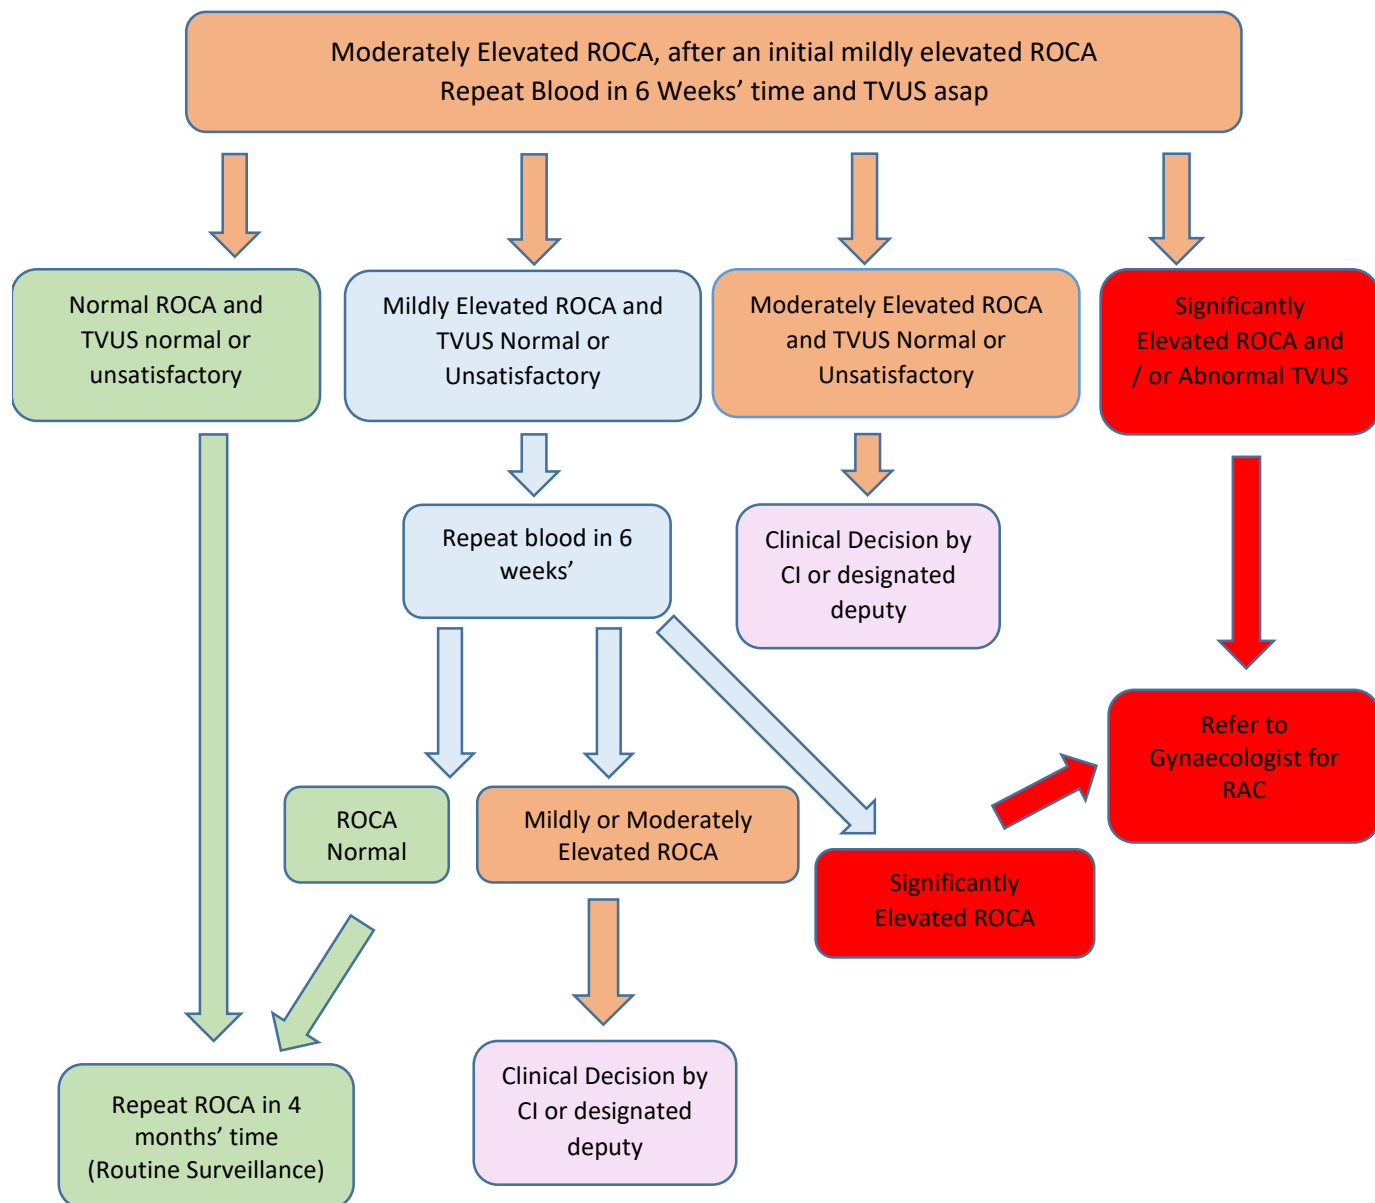 Moderately Elevated ROCA, after an initial mildly elevated ROCA
Repeat Blood in 6 Weeks’ time and TVUS asap
Normal ROCA and
TVUS normal or
unsatisfactory
Mildly Elevated ROCA and
TVUS Normal or
Unsatisfactory
Moderately Elevated ROCA
and TVUS Normal or
Unsatisfactory
Significantly
Elevated ROCA and
/ or Abnormal TVUS
Repeat blood in 6
weeks’
Clinical Decision by
CI or designated
deputy
Refer to
Gynaecologist for
RAC
ROCA
Normal
Mildly or Moderately
Elevated ROCA
Significantly
Elevated ROCA
Repeat ROCA in 4
months’ time
(Routine Surveillance)
Clinical Decision by
CI or designated
deputy